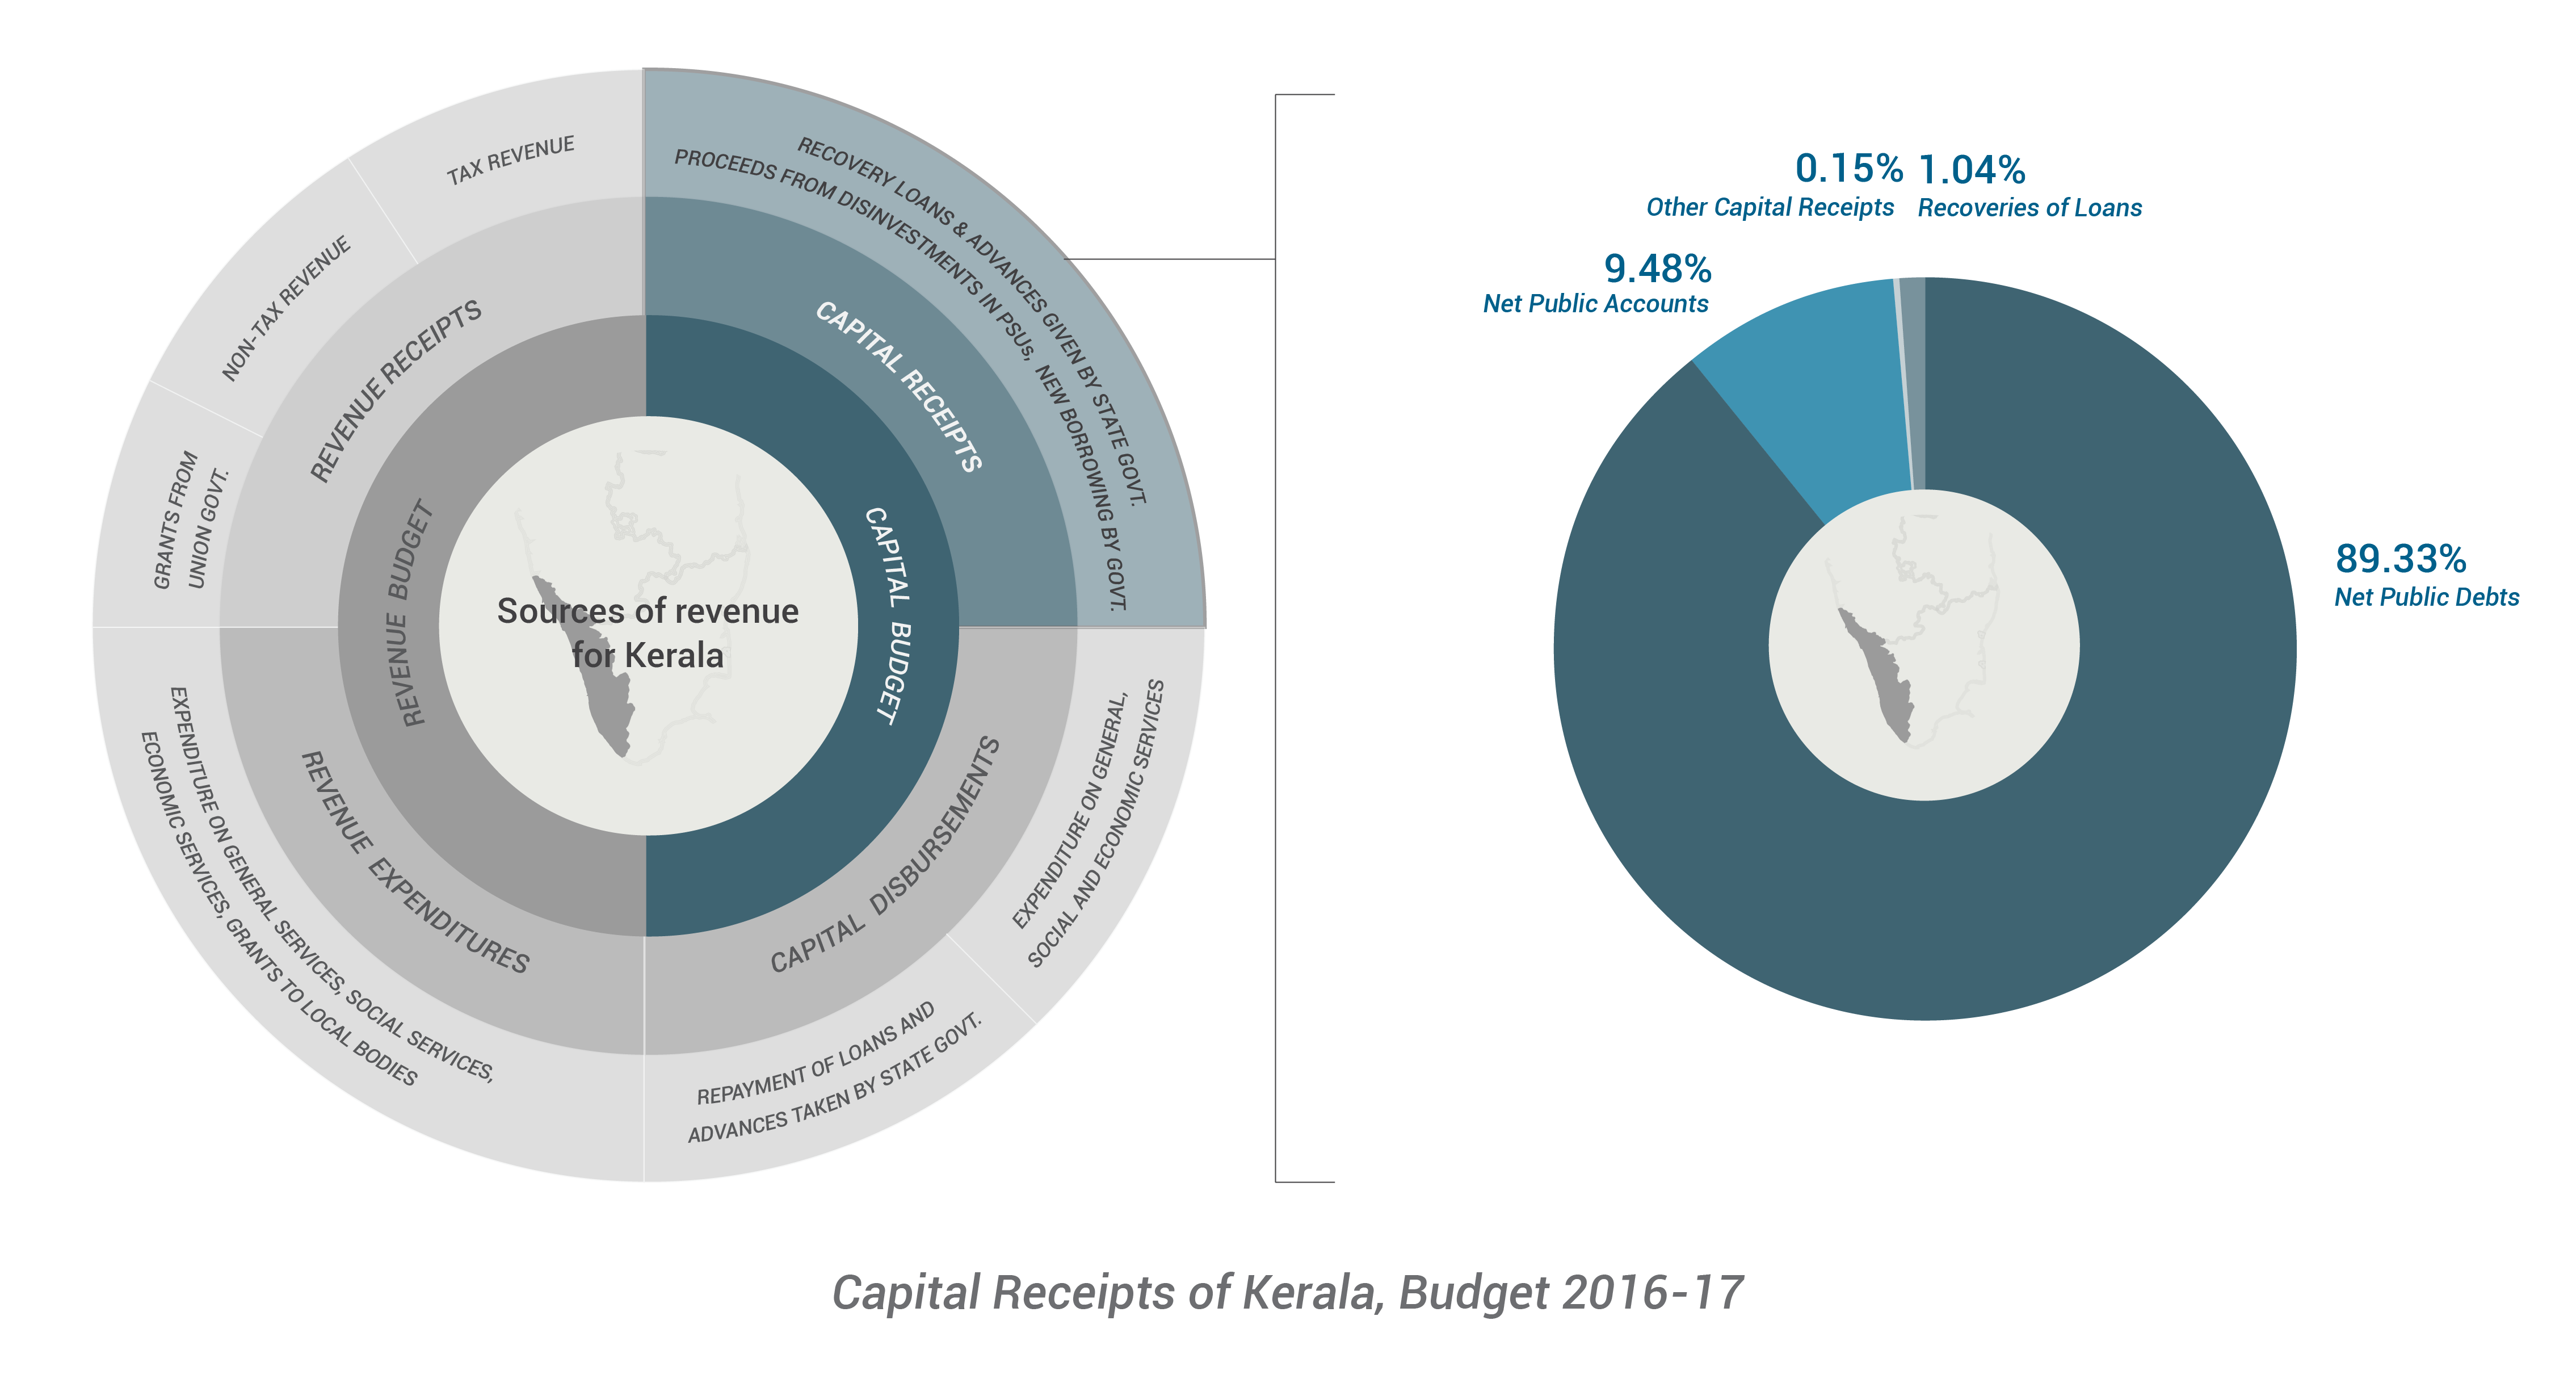 TAX REVENUE
NON-TAX REVENUE
GRANTS FROM
UNION GOVT.
REVENUE RECEIPTS
REVENUE BUDGET
RECOVERY LOANS & ADVANCES GIVEN BY STATE GOVT.
PROCEEDS FROM DISINVESTMENTS IN PSUs, NEW BORROWING BY GOVT.
CAPITAL RECEIPTS
CAPITAL BUDGET
Sources of revenue
for Kerala
EXPENDITURE ON GENERAL SERVICES, SOCIAL SERVICES,
ECONOMIC SERVICES, GRANTS TO LOCAL BODIES
REVENUE EXPENDITURES
CAPITAL DISBURSEMENTS
EXPENDITURE ON GENERAL,
SOCIAL AND ECONOMIC SERVICES
REPAYMENT OF LOANS AND
ADVANCES TAKEN BY STATE GOVT.
0.15%
Other Capital Receipts
1.04%
Recoveries of Loans
9.48%
Net Public Accounts
89.33%
Net Public Debts
Capital Receipts of Kerala, Budget 2016-17